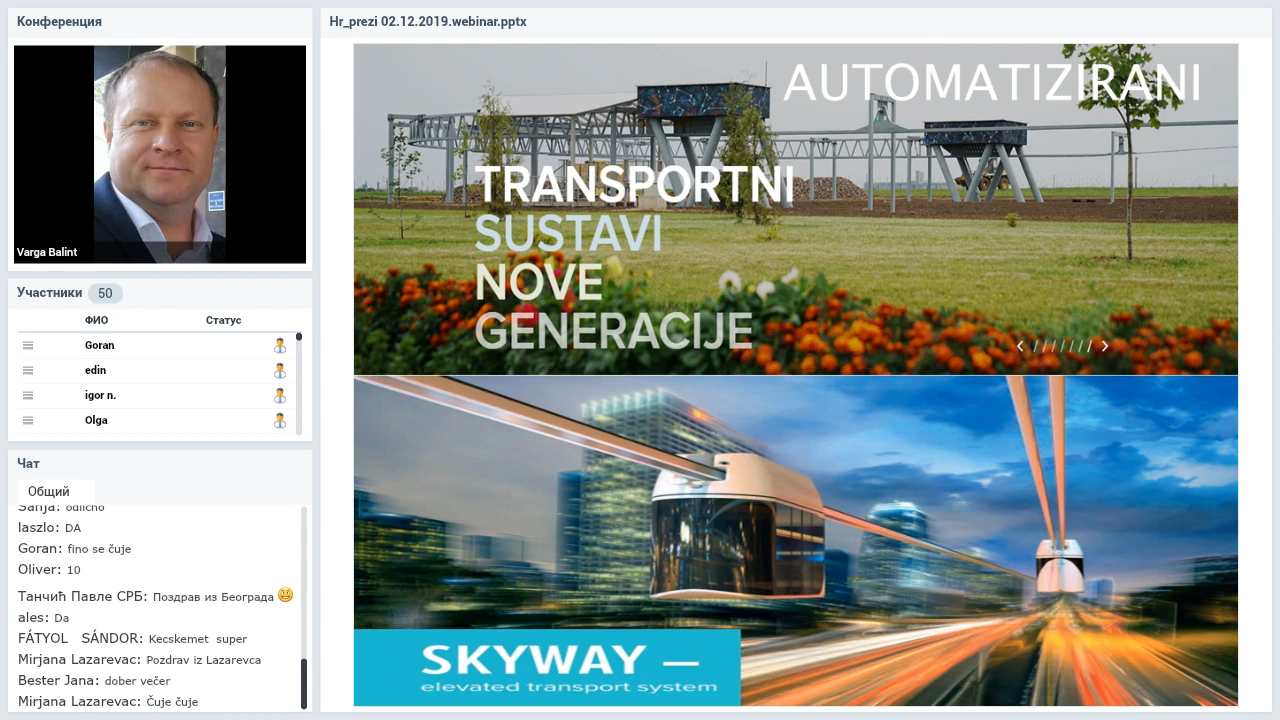 Конференция
Varga Balint
Участники 50
ФИО Статус
Goran
edin
igor n.
Olga
Чат
Общий
Sanja: odlično
laszlo: DA
Goran: fino se čuje
Oliver: 10
Танчић Павле СРБ: Поздрав из Београда
ales: Da
FÁTYOL SÁNDOR: Kecskemet super
Mirjana Lazarevac: Pozdrav iz Lazarevca
Bester Jana: dober večer
Mirjana Lazarevac: Čuje čuje
Hr_prezi 02.12.2019.webinar.pptx
AUTOMATIZIRANI
TRANSPORTNI
SUSTAVI
NOVE
GENERACIJE
SKYWAY —
elevated transport system